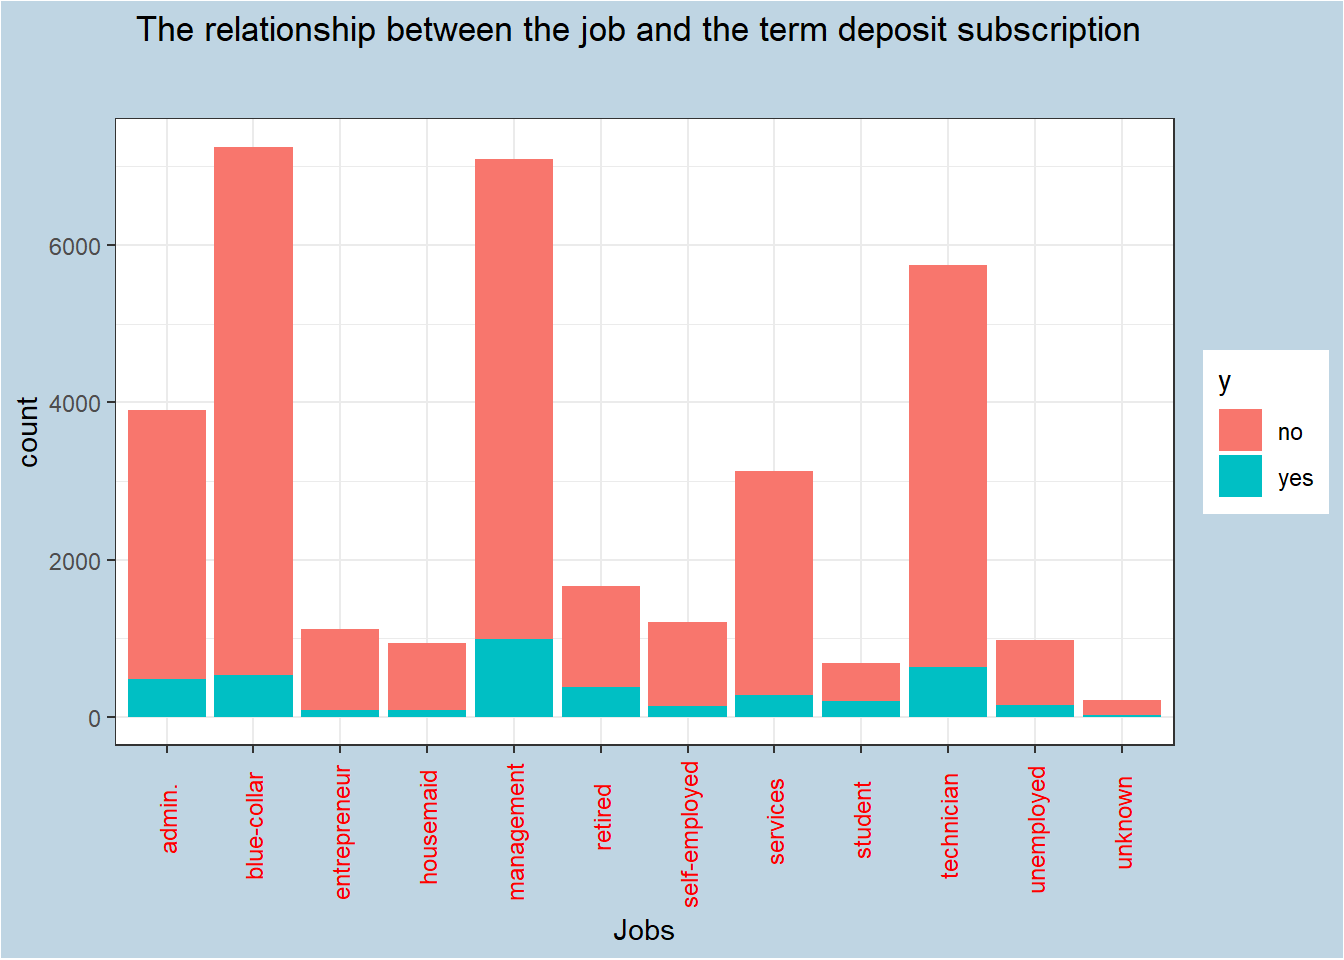 The relationship between the job and the term deposit subscription
count
6000
4000
2000
0
admin.
blue-collar
entrepreneur
housemaid
management
retired
self-employed
services
student
technician
unemployed
unknown
Jobs
y
no
yes